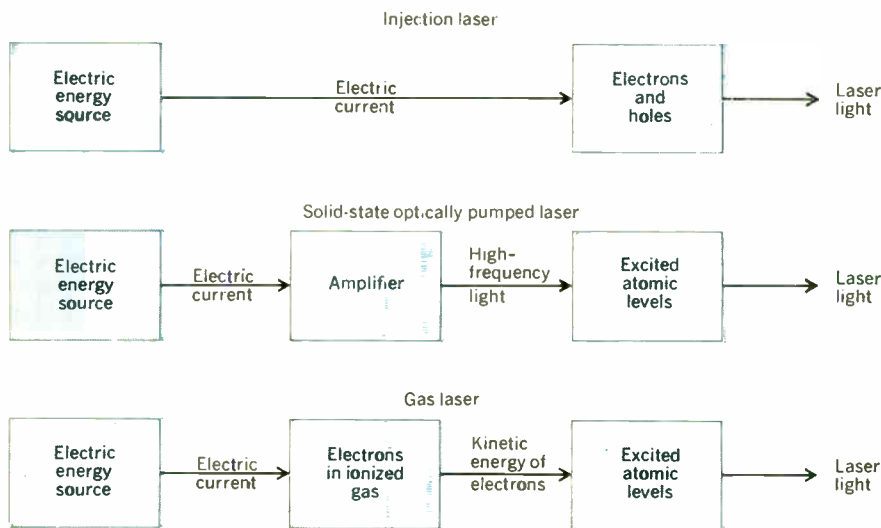 Injection laser
Electric
energy
source
Electric
current
Electrons
and
holes
Laser
light
Solid-state optically pumped laser
Electric
energy
source
Electric
current
Amplifier
High-
frequency
light
Excited
atomic
levels
Laser
light
Gas laser
Electric
energy
source
Electric
current
Electrons
in ionized
gas
Kinetic
energy of
electrons
Excited
atomic
levels
Laser
light